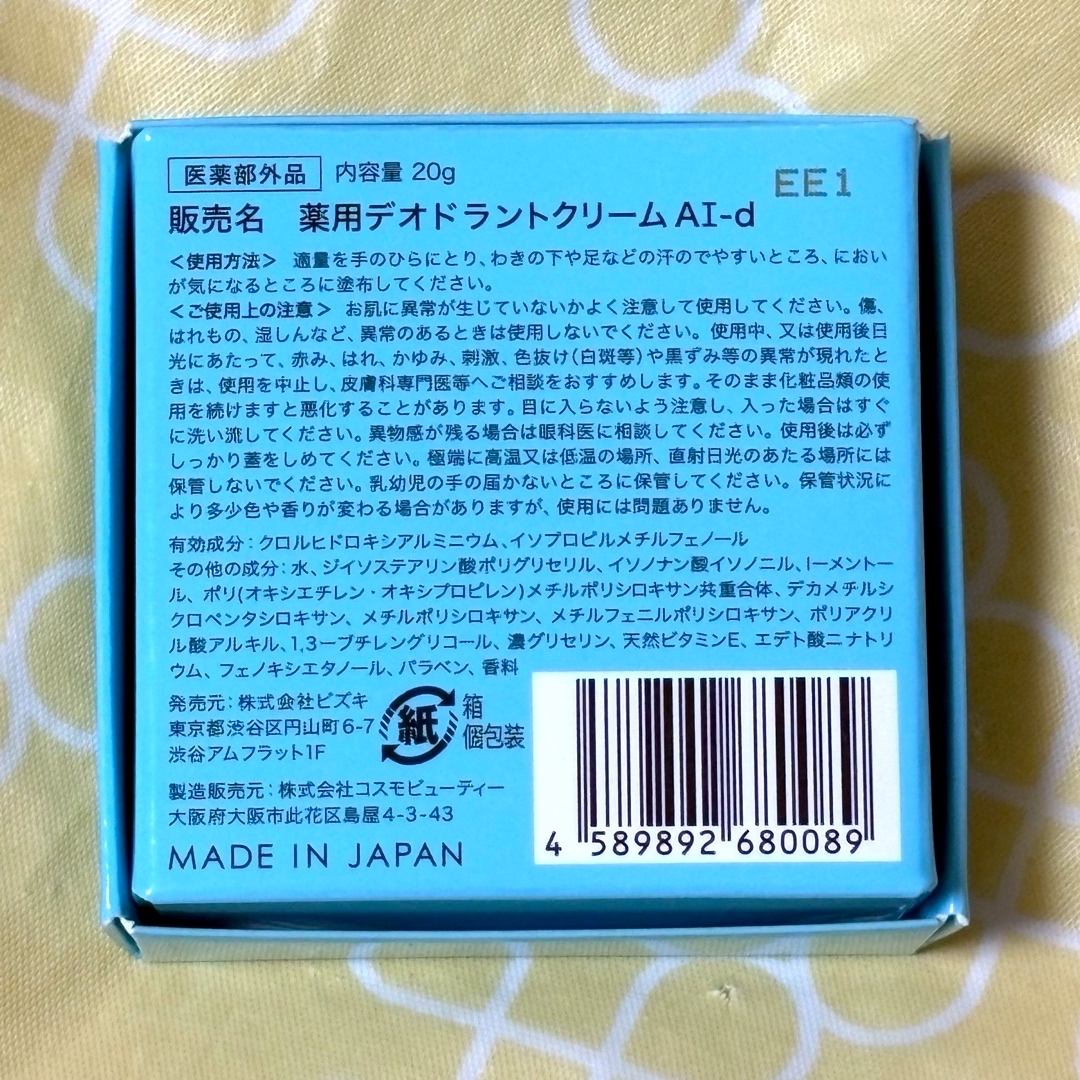 医薬部外品 内容量 20g
EE1
販売名 薬用デオドラントクリームAI-d
＜使用方法＞ 適量を手のひらにとり、わきの下や足などの汗のでやすいところ、におい
が気になるところに塗布してください。
＜ご使用上の注意＞ お肌に異常が生じていないかよく注意して使用してください。傷、
はれもの、湿しんなど、異常のあるときは使用しないでください。使用中、又は使用後日
光にあたって、赤み、はれ、かゆみ、刺激、色抜け（白斑等）や黒ずみ等の異常が現れたと
きは、使用を中止し、皮膚科専門医等へご相談をおすすめします。そのまま化粧品類の使
用を続けますと悪化することがあります。目に入らないよう注意し、入った場合はすぐ
に洗い流してください。異物感が残る場合は眼科医に相談してください。使用後は必ず
しっかり蓋をしめてください。極端に高温又は低温の場所、直射日光のあたる場所には
保管しないでください。乳幼児の手の届かないところに保管してください。保管状況に
より多少色や香りが変わる場合がありますが、使用には問題ありません。
有効成分：クロルヒドロキシアルミニウム、イソプロピルメチルフェノール
その他の成分：水、ジイソステアリン酸ポリグリセリル、イソノナン酸イソノニル、l-メントー
ル、ポリ(オキシエチレン・オキシプロピレン)メチルポリシロキサン共重合体、デカメチルシ
クロペンタシロキサン、メチルポリシロキサン、メチルフェニルポリシロキサン、ポリアクリ
ル酸アルキル、1,3-ブチレングリコール、濃グリセリン、天然ビタミンE、エデト酸二ナトリ
ウム、フェノキシエタノール、パラベン、香料
発売元：株式会社ビズキ
東京都渋谷区円山町6-7
渋谷アムフラット1F
紙
箱
個包装
製造販売元：株式会社コスモビューティー
大阪府大阪市此花区島屋4-3-43
MADE IN JAPAN
4 589892 680089